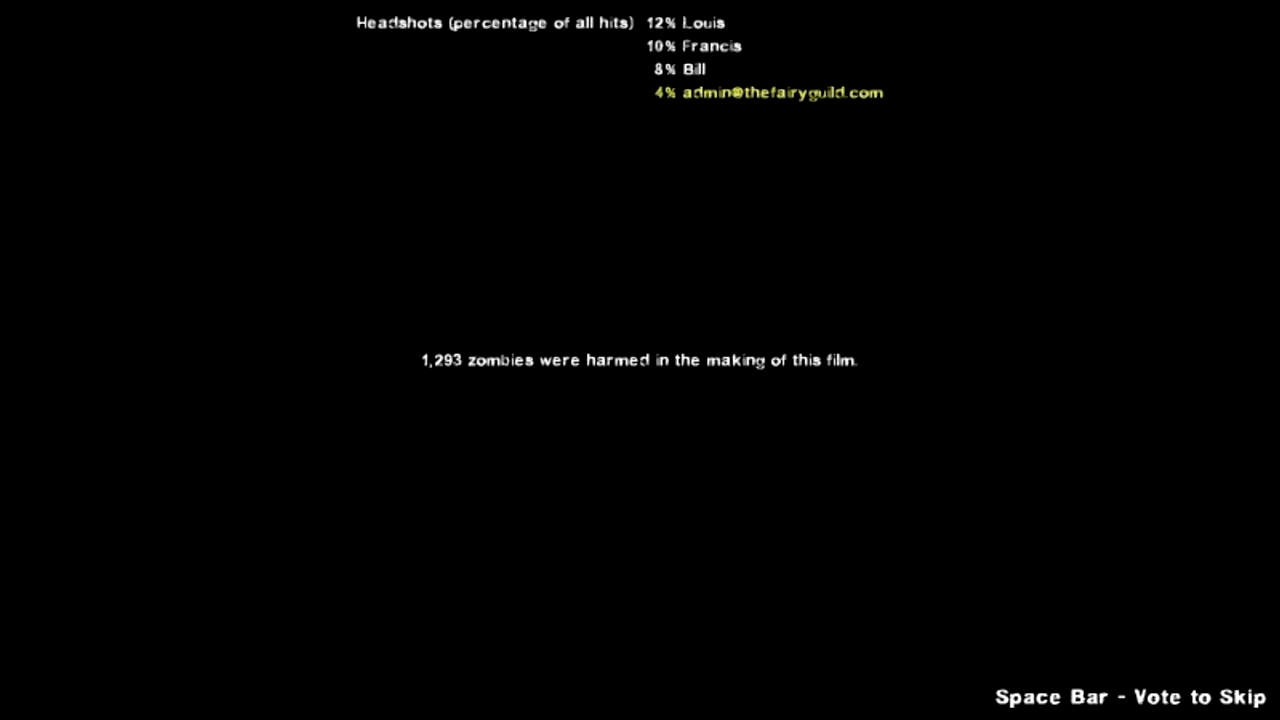 Headshots (percentage of all hits) 12% Louis
10% Francis
8% Bill
4% admin@thefairyguild.com
1,293 zombies were harmed in the making of this film.
Space Bar - Vote to Skip